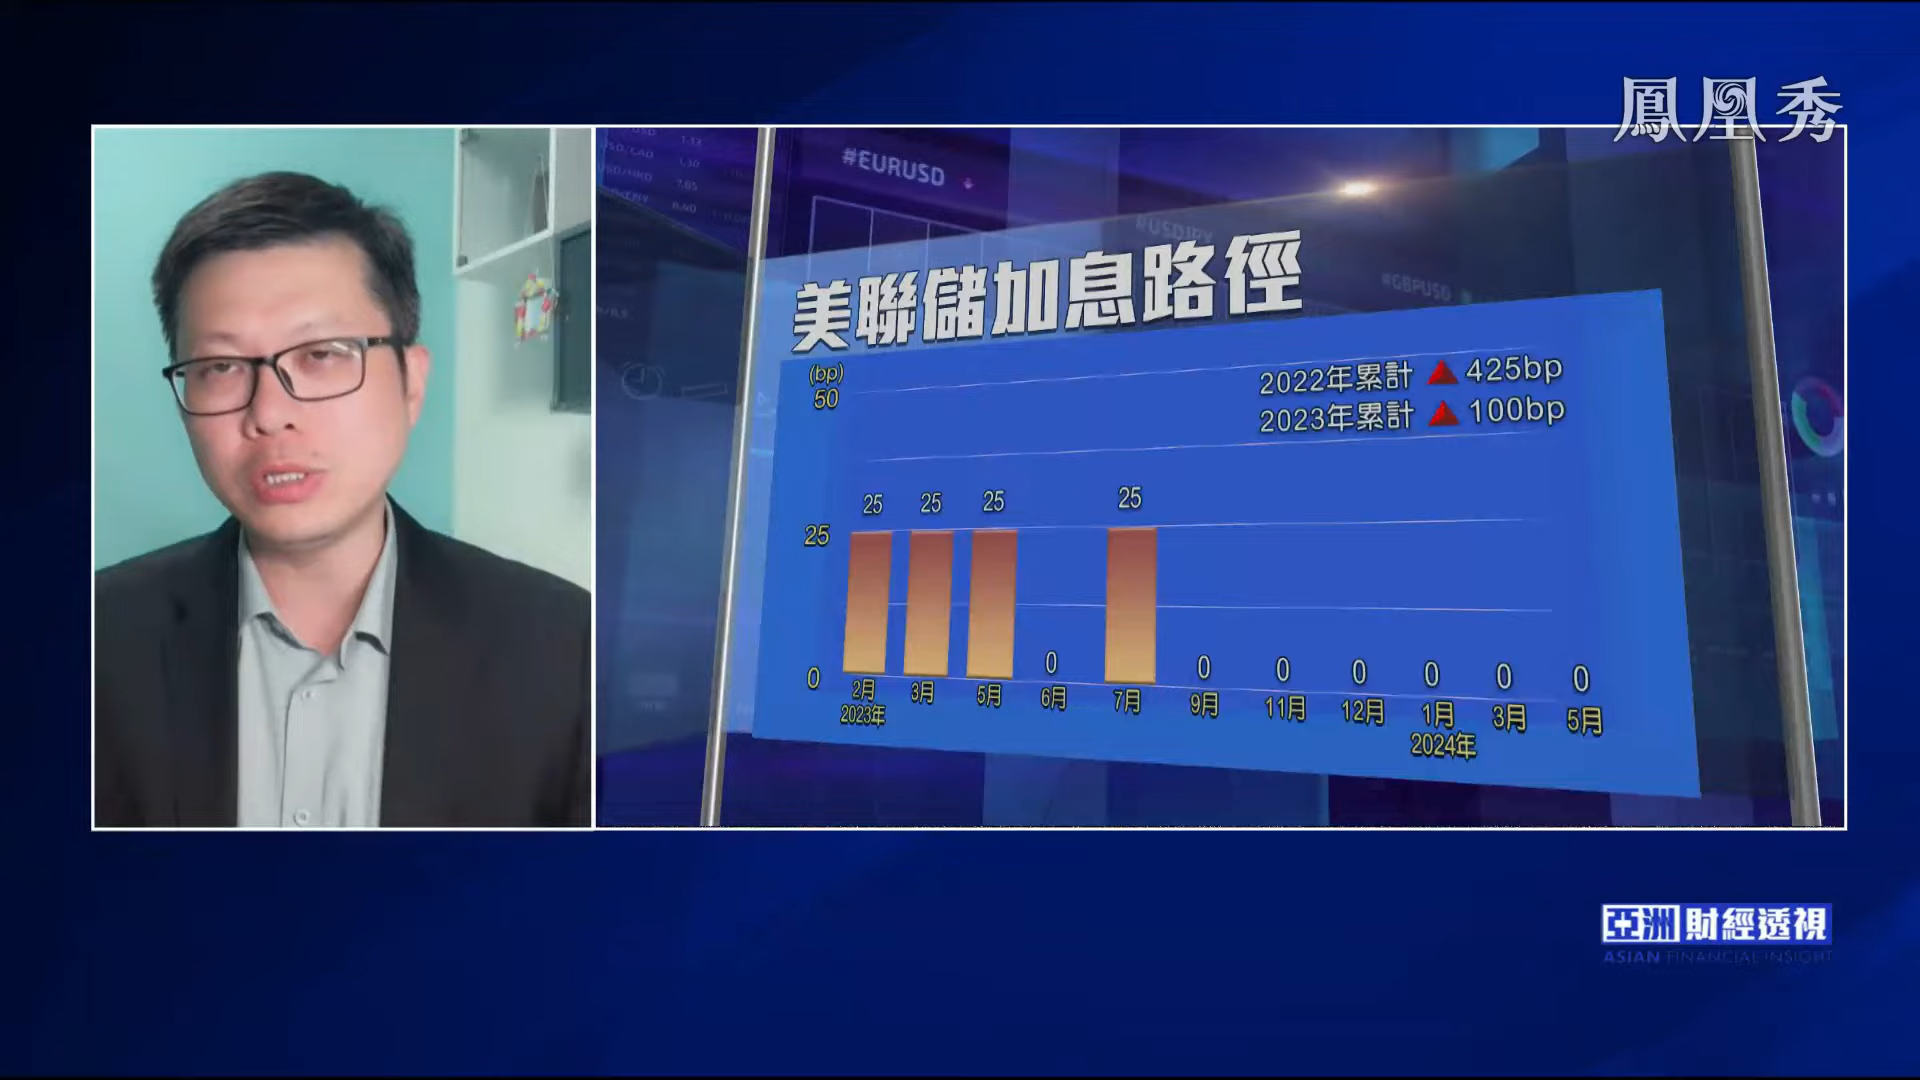 鳳凰秀
#EURUSD
#USDJPY
#GBPUSD
美聯儲加息路徑
(bp)
50
2022年累計 ▲ 425bp
2023年累計 ▲ 100bp
25 25 25 25
25
0 0 0 0 0 0 0
0
2月 3月 5月 6月 7月 9月 11月 12月 1月 3月 5月
2023年 2024年
亞洲財經透視
ASIAN FINANCIAL INSIGHT